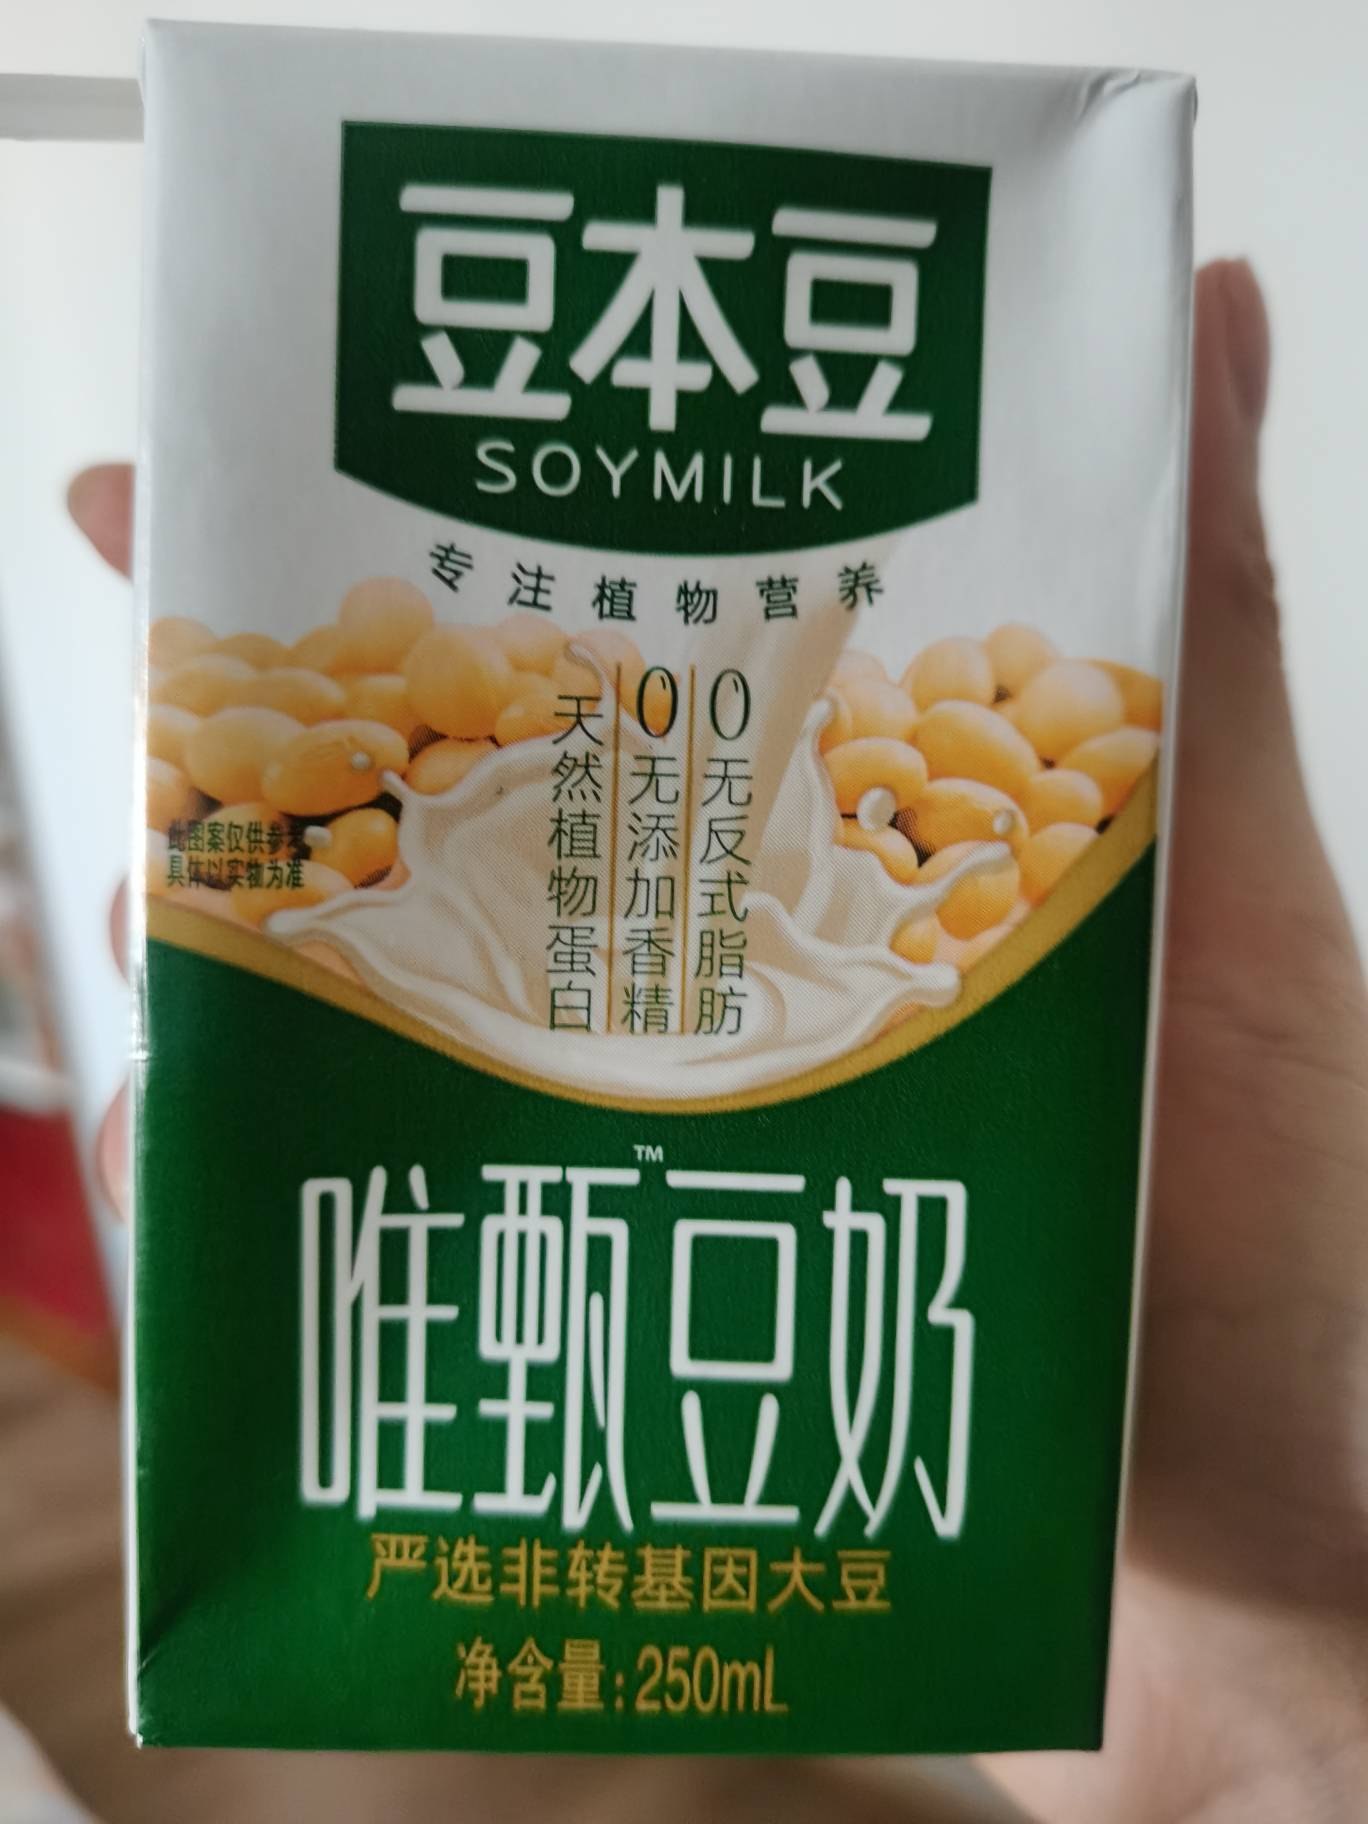 豆本豆
SOYMILK
专注植物营养
天然植物蛋白
0无添加香精
0无反式脂肪
此图案仅供参考
具体以实物为准
唯甄豆奶
TM
严选非转基因大豆
净含量:250mL